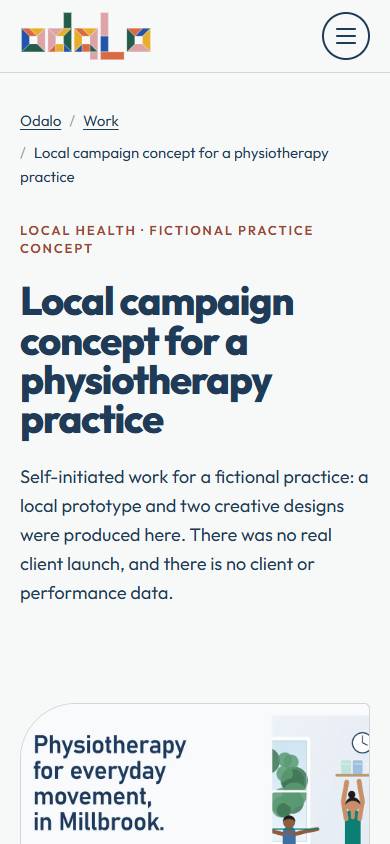 odalo
Odalo / Work
/ Local campaign concept for a physiotherapy
practice
LOCAL HEALTH · FICTIONAL PRACTICE
CONCEPT
Local campaign
concept for a
physiotherapy
practice
Self-initiated work for a fictional practice: a
local prototype and two creative designs
were produced here. There was no real
client launch, and there is no client or
performance data.
Physiotherapy
for everyday
movement,
in Millbrook.